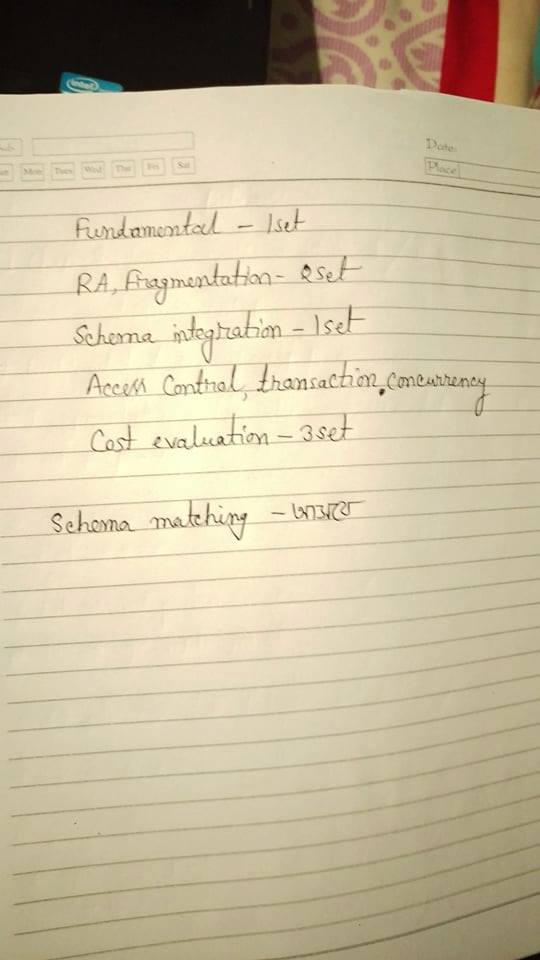 intel
Date:
Mon Tues Wed Thu Fri Sat
Place
Fundamental - 1set
RA, Fragmentation - 2set
Schema integration - 1set
Access Control, transaction, concurrency
Cost evaluation - 3set
Schema matching -